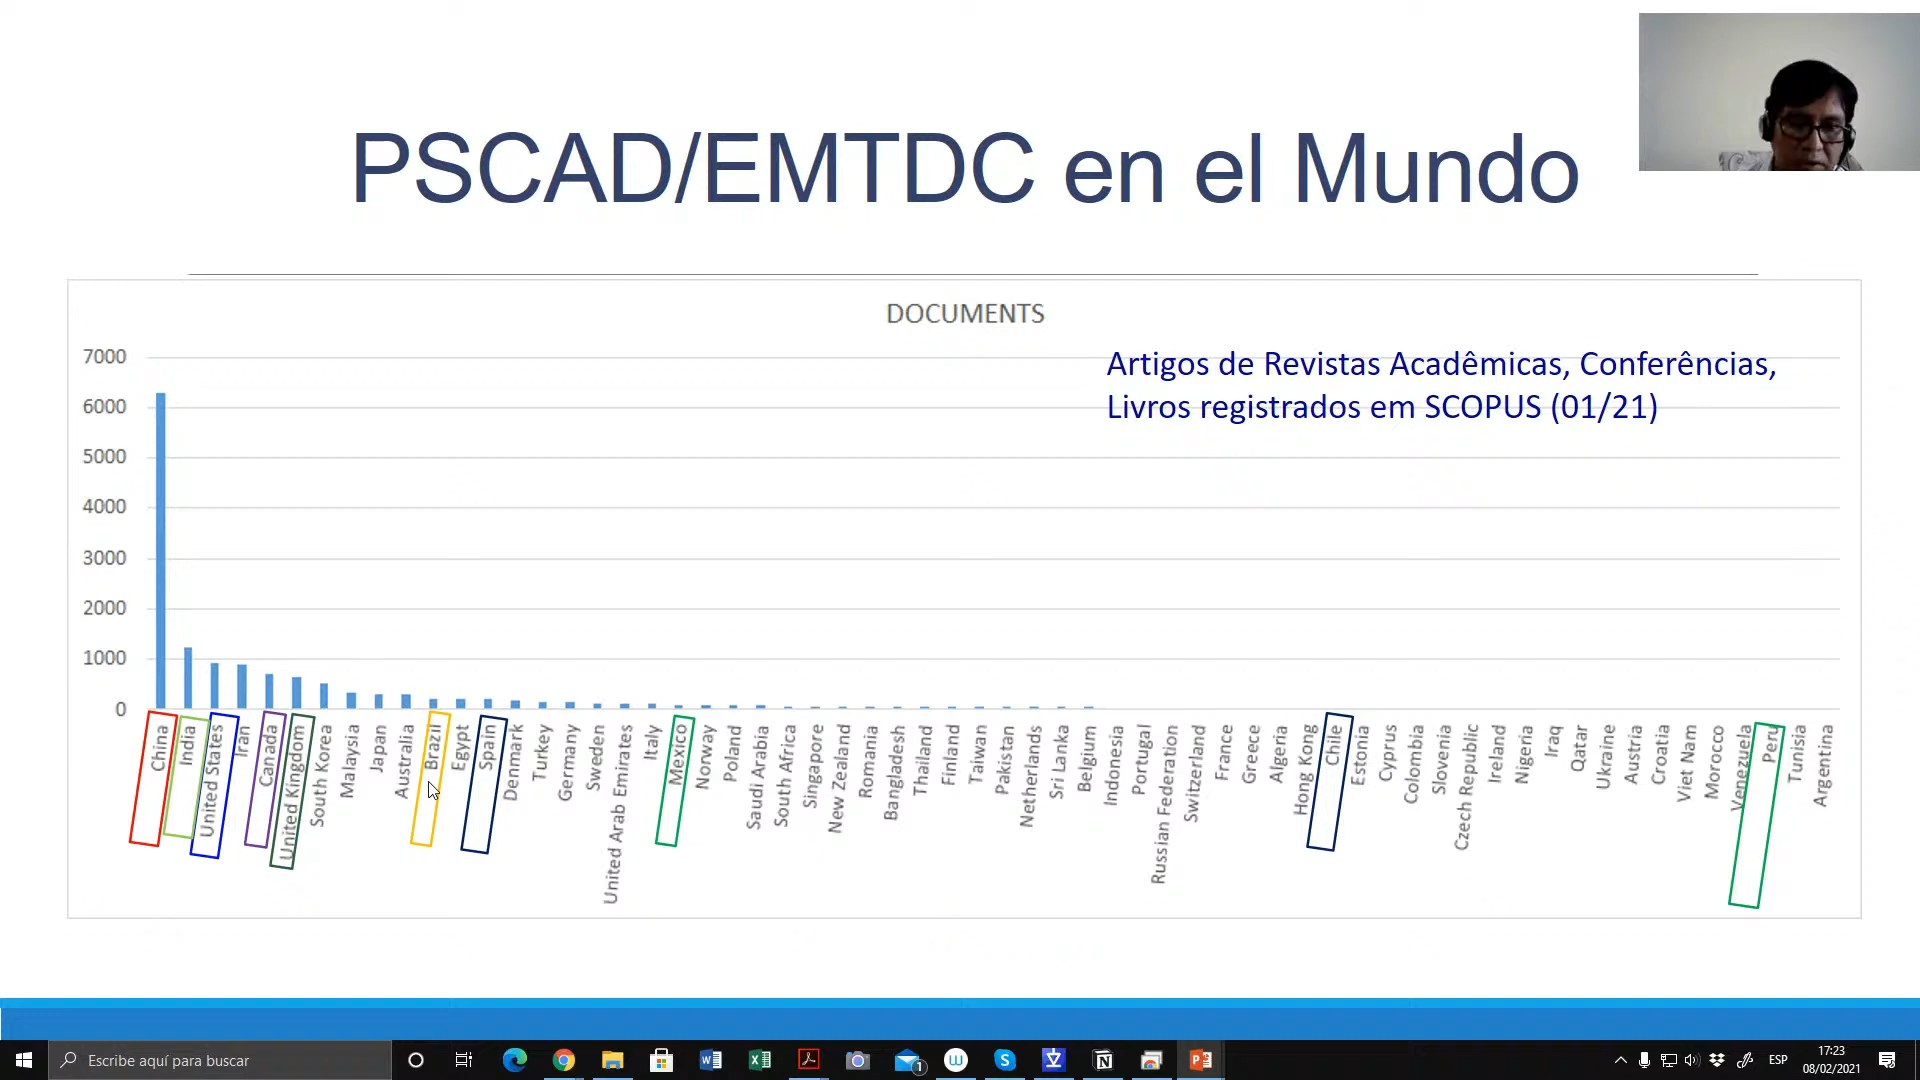 PSCAD/EMTDC en el Mundo
DOCUMENTS
Artigos de Revistas Acadêmicas, Conferências,
Livros registrados em SCOPUS (01/21)
7000
6000
5000
4000
3000
2000
1000
0
China
India
United States
Iran
Canada
United Kingdom
South Korea
Malaysia
Japan
Australia
Brazil
Egypt
Spain
Denmark
Turkey
Germany
Sweden
United Arab Emirates
Italy
Mexico
Norway
Poland
Saudi Arabia
South Africa
Singapore
New Zealand
Romania
Bangladesh
Thailand
Finland
Taiwan
Pakistan
Netherlands
Sri Lanka
Belgium
Indonesia
Portugal
Russian Federation
Switzerland
France
Greece
Algeria
Hong Kong
Chile
Estonia
Cyprus
Colombia
Slovenia
Czech Republic
Ireland
Nigeria
Iraq
Qatar
Ukraine
Austria
Croatia
Viet Nam
Morocco
Venezuela
Peru
Tunisia
Argentina
Escribe aquí para buscar
1
ESP
17:23
08/02/2021